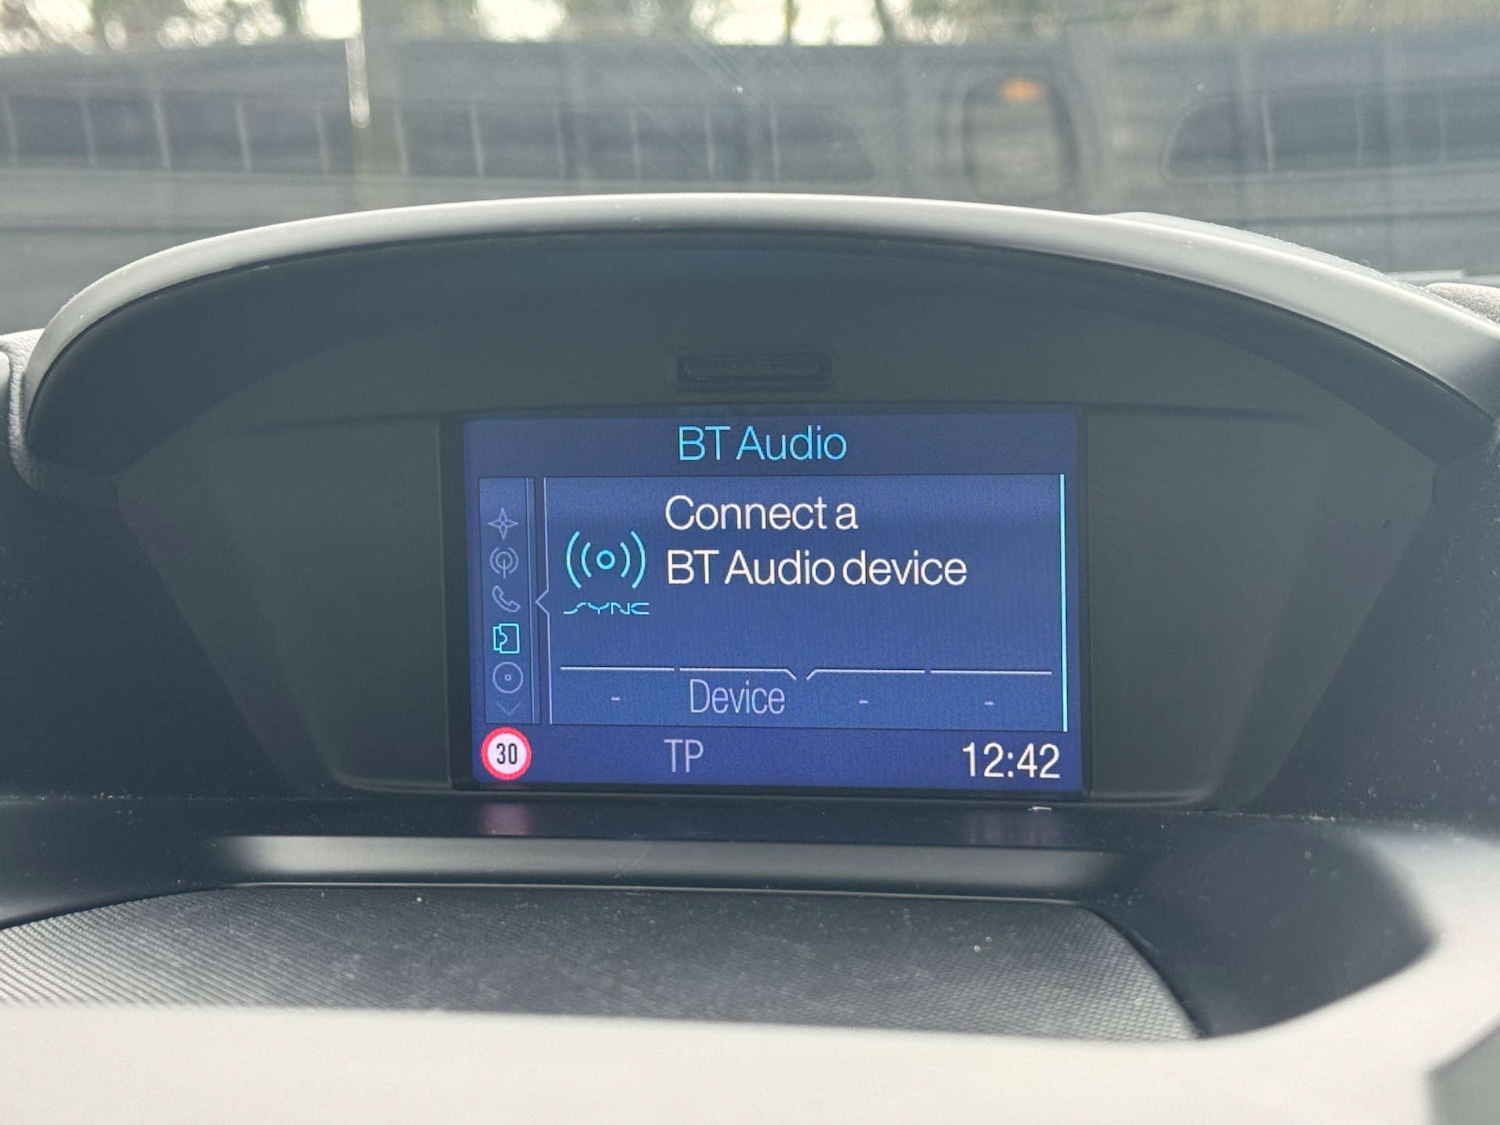 BT Audio
Connect a
BT Audio device
SYNC
- Device - -
30 TP 12:42